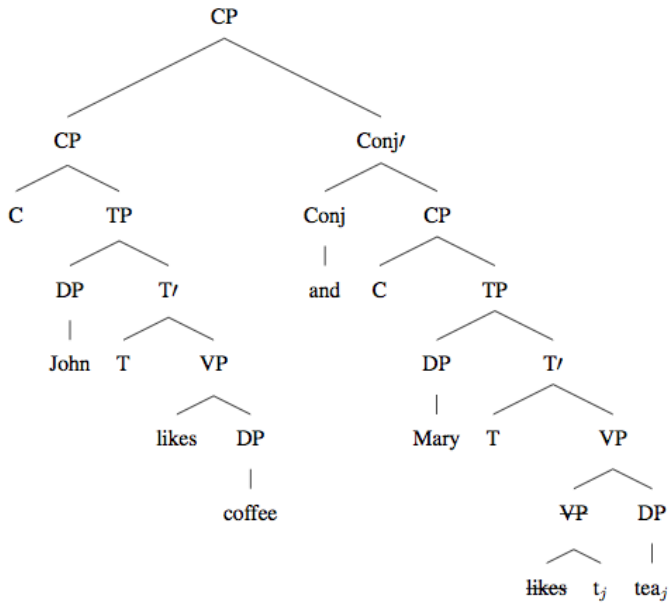 CP
CP Conj′
C TP Conj CP
DP T′ and C TP
John T VP DP T′
likes DP Mary T VP
coffee VP DP
likes tj teaj